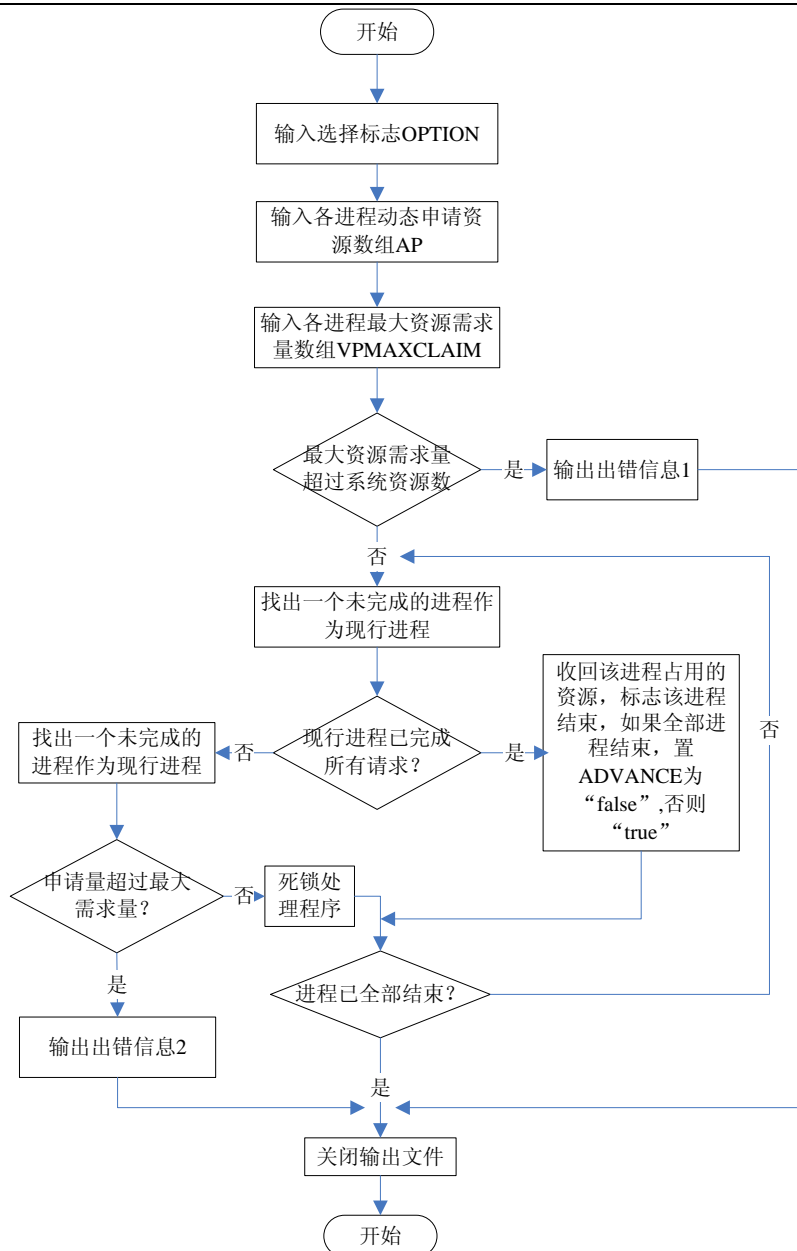 开始
输入选择标志OPTION
输入各进程动态申请资
源数组AP
输入各进程最大资源需求
量数组VPMAXCLAIM
最大资源需求量
超过系统资源数
是
输出出错信息1
否
找出一个未完成的进程作
为现行进程
现行进程已完成
所有请求?
否
是
找出一个未完成的
进程作为现行进程
收回该进程占用的
资源，标志该进程
结束，如果全部进
程结束，置
ADVANCE为
“false”,否则
“true”
否
申请量超过最大
需求量?
否
死锁处
理程序
是
进程已全部结束?
输出出错信息2
是
关闭输出文件
开始